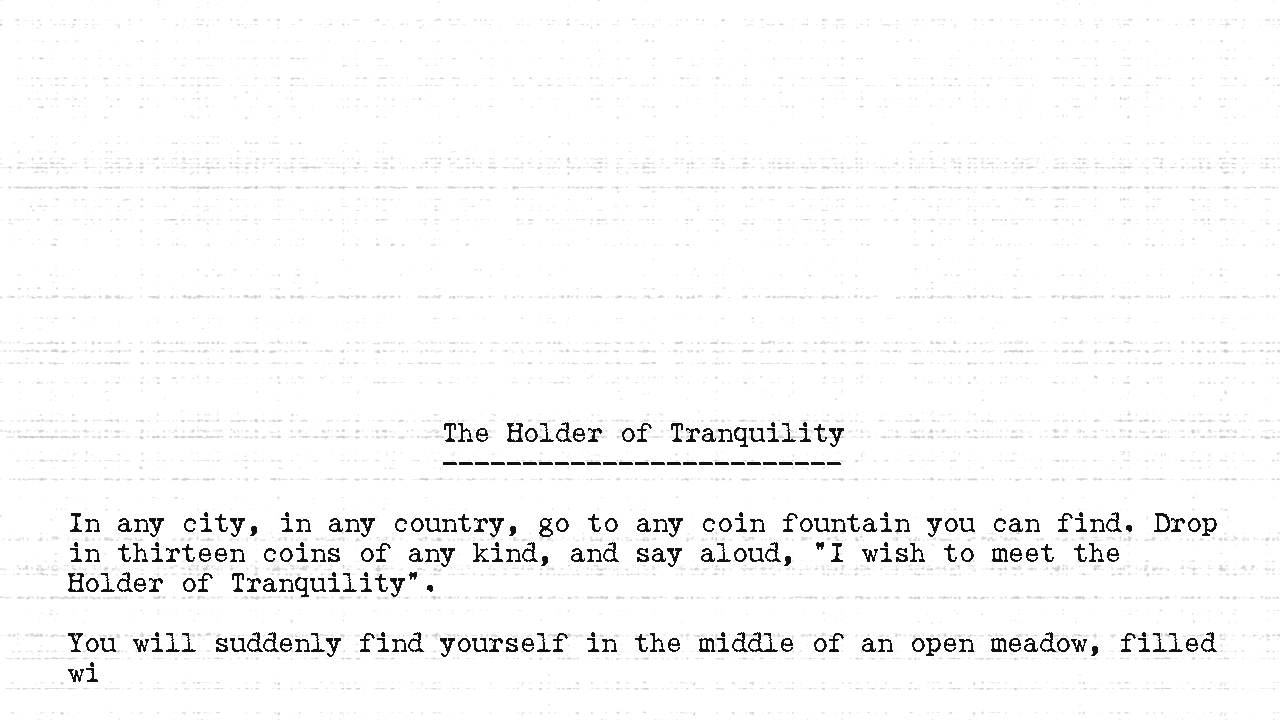 The Holder of Tranquility
-------------------------
In any city, in any country, go to any coin fountain you can find. Drop
in thirteen coins of any kind, and say aloud, "I wish to meet the
Holder of Tranquility".
You will suddenly find yourself in the middle of an open meadow, filled
wi